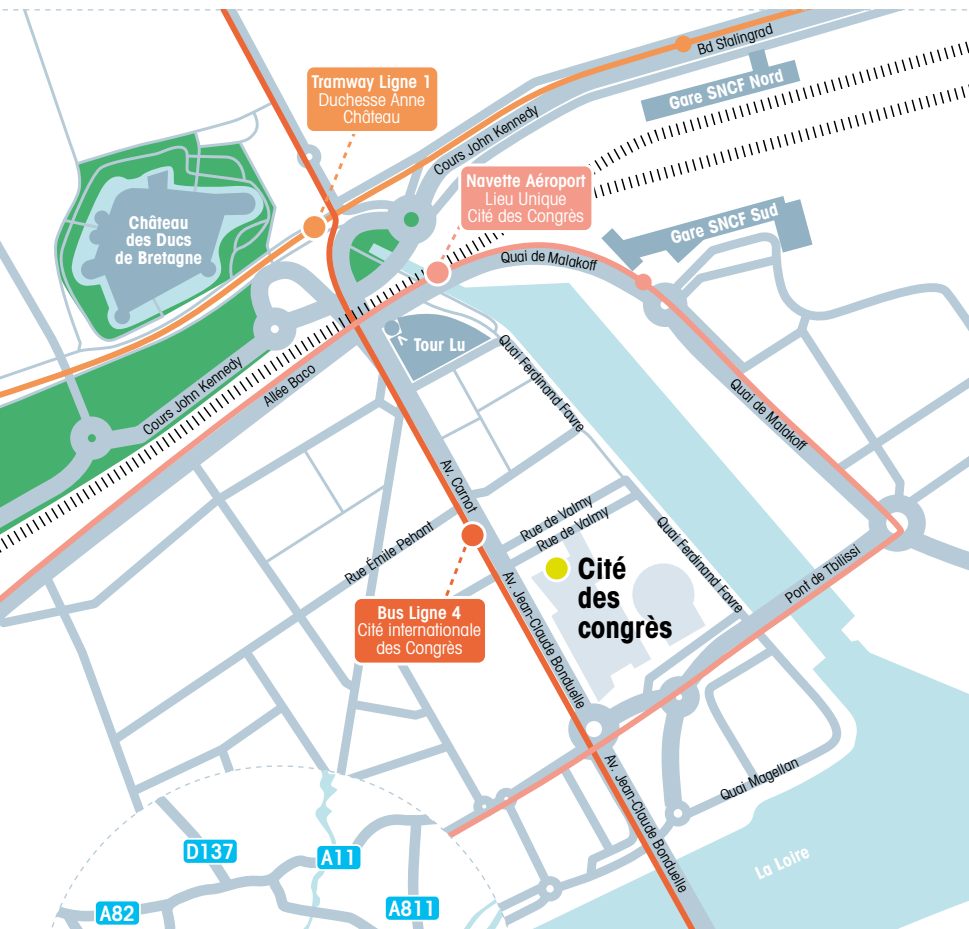 Bd Stalingrad
Gare SNCF Nord
Tramway Ligne 1
Duchesse Anne
Château
Cours John Kennedy
Navette Aéroport
Lieu Unique
Cité des Congrès
Château
des Ducs
de Bretagne
Gare SNCF Sud
Quai de Malakoff
Tour Lu
Quai Ferdinand Favre
Cours John Kennedy
Allée Baco
Quai de Malakoff
Av. Carnot
Rue de Valmy
Rue de Valmy
Rue Émile Pehant
Quai Ferdinand Favre
Cité
des
congrès
Pont de Tbilissi
Bus Ligne 4
Cité internationale
des Congrès
Av. Jean-Claude Bonduelle
Av. Jean-Claude Bonduelle
Quai Magellan
La Loire
D137
A11
A82
A811